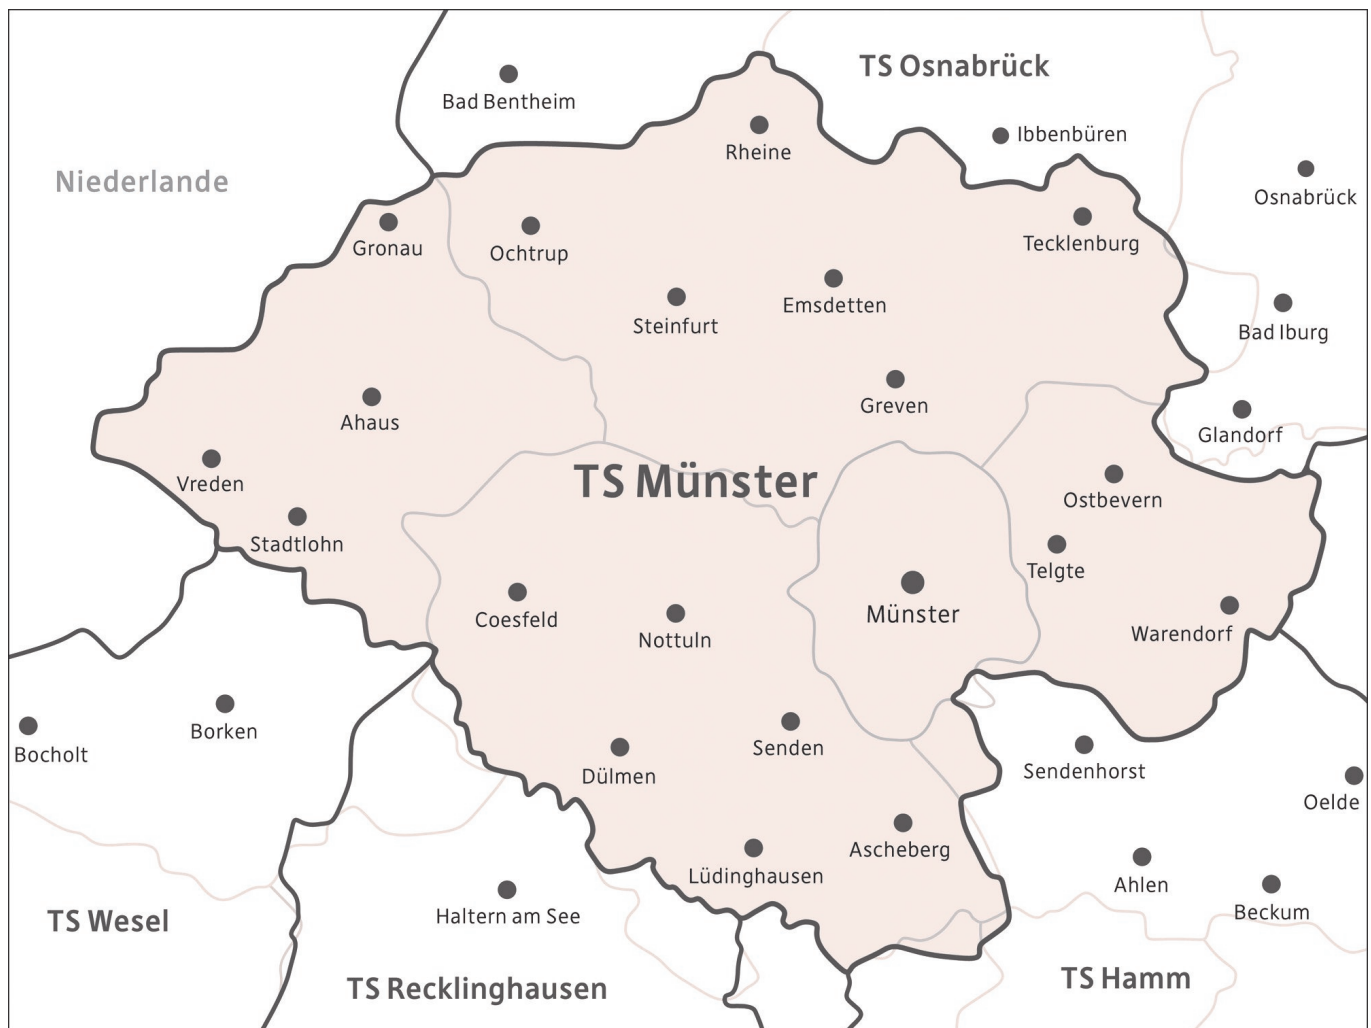 TS Osnabrück
Bad Bentheim
Ibbenbüren
Rheine
Niederlande
Osnabrück
Gronau
Ochtrup
Tecklenburg
Emsdetten
Steinfurt
Bad Iburg
Ahaus
Greven
Glandorf
Vreden
TS Münster
Ostbevern
Stadtlohn
Telgte
Coesfeld
Nottuln
Münster
Warendorf
Borken
Bocholt
Senden
Dülmen
Sendenhorst
Oelde
Ascheberg
Lüdinghausen
Ahlen
Haltern am See
Beckum
TS Wesel
TS Recklinghausen
TS Hamm